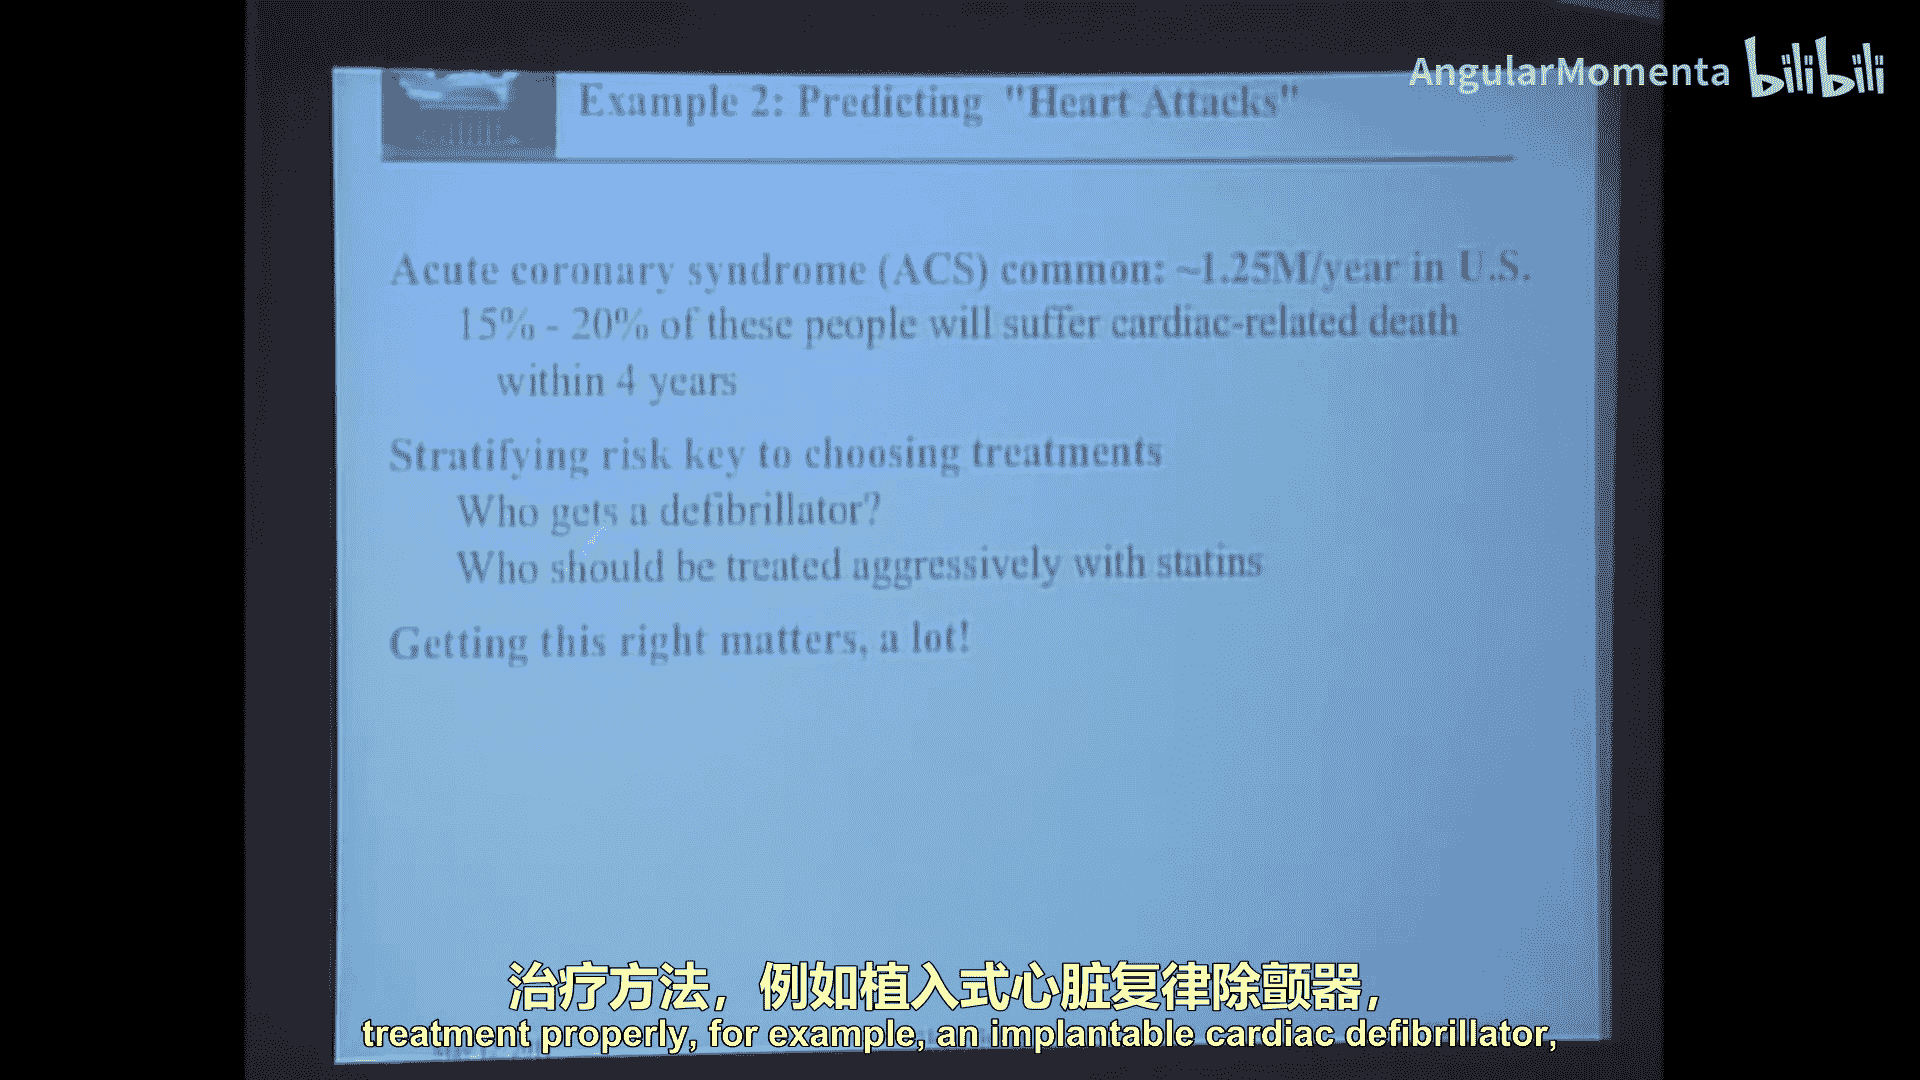 AngularMomenta bilibili
Example 2: Predicting "Heart Attacks"
Acute coronary syndrome (ACS) common: ~1.25M/year in U.S.
15% - 20% of these people will suffer cardiac-related death
within 4 years
Stratifying risk key to choosing treatments
Who gets a defibrillator?
Who should be treated aggressively with statins
Getting this right matters, a lot!
治疗方法，例如植入式心脏复律除颤器，
treatment properly, for example, an implantable cardiac defibrillator,